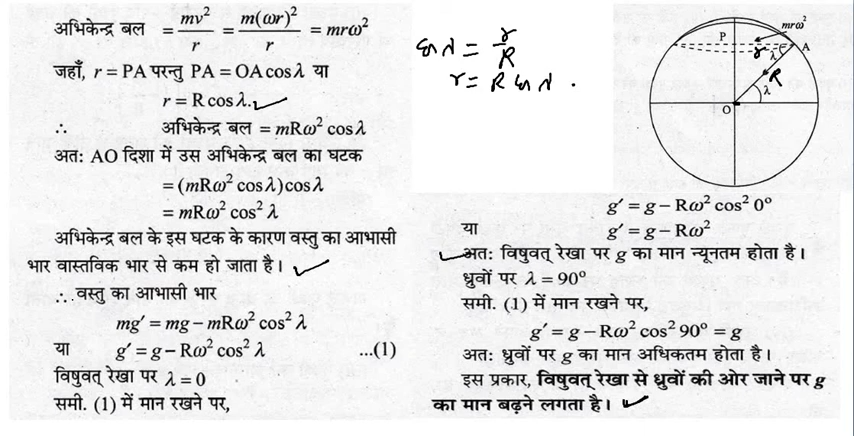 अभिकेन्द्र बल = mv²/r = m(ωr)²/r = mrω²
जहाँ, r = PA परन्तु PA = OA cos λ या
r = R cos λ.
∴ अभिकेन्द्र बल = mRω² cos λ
अत: AO दिशा में उस अभिकेन्द्र बल का घटक
= (mRω² cos λ) cos λ
= mRω² cos² λ
अभिकेन्द्र बल के इस घटक के कारण वस्तु का आभासी
भार वास्तविक भार से कम हो जाता है।
∴ वस्तु का आभासी भार
mg′ = mg – mRω² cos² λ
या g′ = g – Rω² cos² λ ...(1)
विषुवत् रेखा पर λ = 0
समी. (1) में मान रखने पर,
= r/R
r = R
mrω²
P
r
λ
A
R
λ
O
g′ = g – Rω² cos² 0°
या g′ = g – Rω²
अत: विषुवत् रेखा पर g का मान न्यूनतम होता है।
ध्रुवों पर λ = 90°
समी. (1) में मान रखने पर,
g′ = g – Rω² cos² 90° = g
अत: ध्रुवों पर g का मान अधिकतम होता है।
इस प्रकार, विषुवत् रेखा से ध्रुवों की ओर जाने पर g
का मान बढ़ने लगता है।